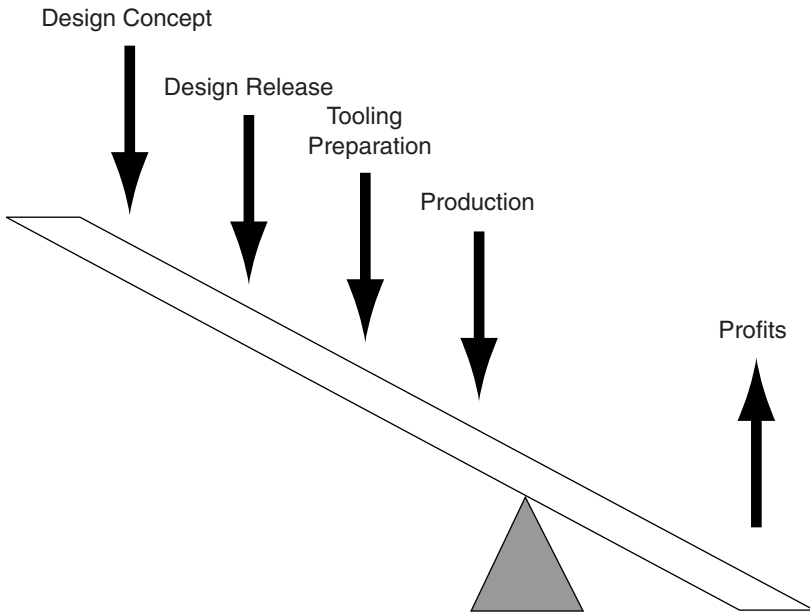 Design Concept
Design Release
Tooling
Preparation
Production
Profits